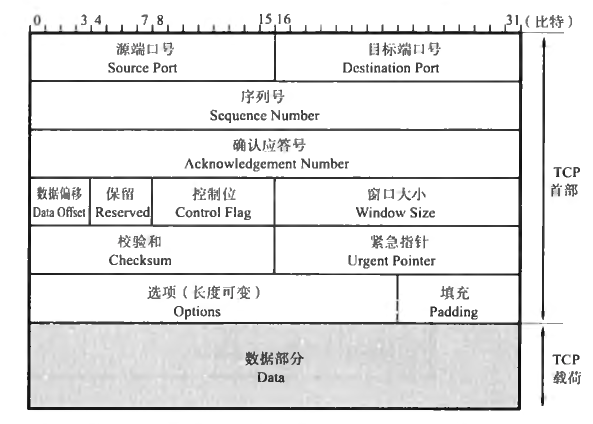 0 3 4 7 8 15 16 31 (比特)
源端口号 目标端口号
Source Port Destination Port
序列号
Sequence Number
确认应答号
Acknowledgement Number
TCP
首部
数据偏移 保留 控制位 窗口大小
Data Offset Reserved Control Flag Window Size
校验和 紧急指针
Checksum Urgent Pointer
选项(长度可变) 填充
Options Padding
数据部分
Data
TCP
载荷